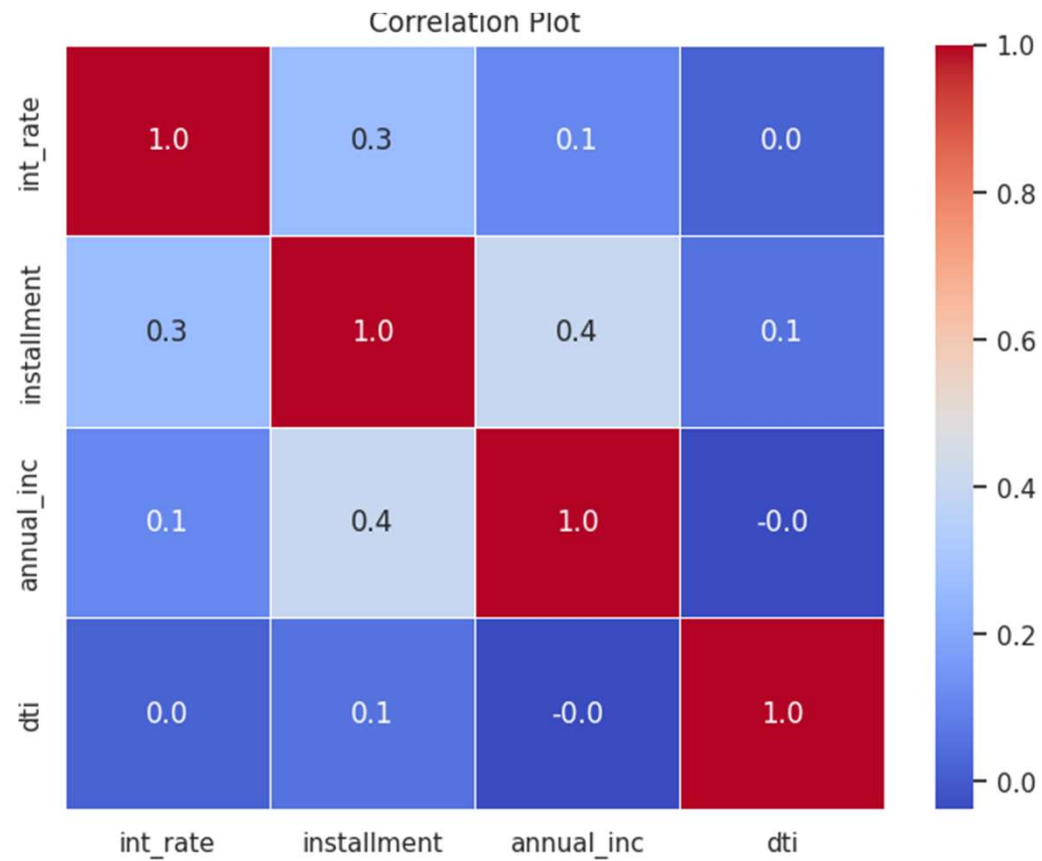 Correlation Plot
int_rate
1.0 0.3 0.1 0.0
installment
0.3 1.0 0.4 0.1
annual_inc
0.1 0.4 1.0 -0.0
dti
0.0 0.1 -0.0 1.0
int_rate installment annual_inc dti
1.0
0.8
0.6
0.4
0.2
0.0